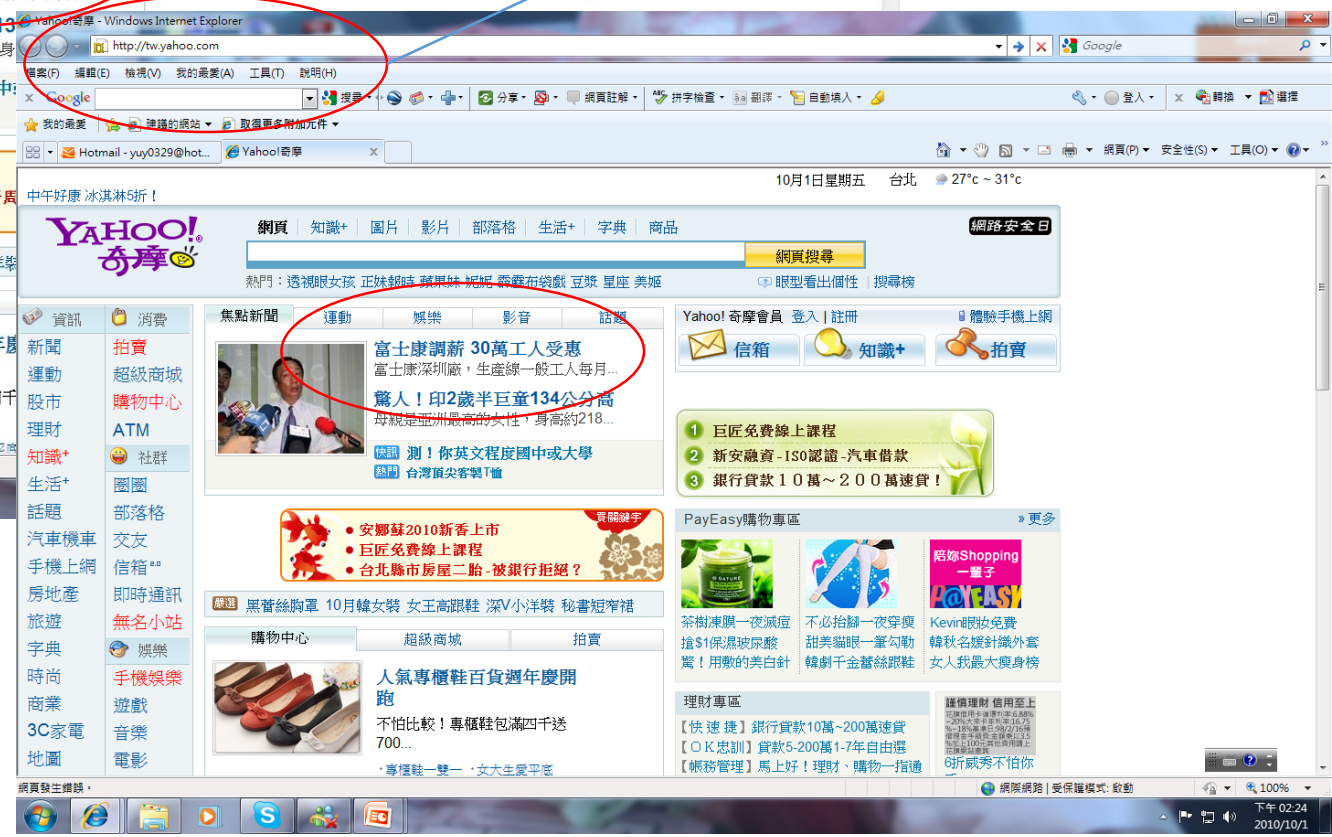 Yahoo!奇摩 - Windows Internet Explorer
http://tw.yahoo.com
Google
檔案(F) 編輯(E) 檢視(V) 我的最愛(A) 工具(T) 說明(H)
x Google 搜尋 分享 網頁註解 拼字檢查 翻譯 自動填入 登入 x 轉換 選擇
我的最愛 建議的網站 取得更多附加元件
Hotmail - yuy0329@hot... Yahoo!奇摩 x 網頁(P) 安全性(S) 工具(O)
10月1日星期五 台北 27°c ~ 31°c
中午好康 冰淇淋5折！
YAHOO!奇摩
網頁 知識+ 圖片 影片 部落格 生活+ 字典 商品
網路安全日
網頁搜尋
熱門：透視眼女孩 正妹報時 蘋果妹 妮妮 霹靂布袋戲 豆漿 星座 美姬
眼型看出個性 搜尋榜
資訊
新聞
運動
股市
理財
知識+
生活+
話題
汽車機車
手機上網
房地產
旅遊
字典
時尚
商業
3C家電
地圖
消費
拍賣
超級商城
購物中心
ATM
社群
圈圈
部落格
交友
信箱2.0
即時通訊
無名小站
娛樂
手機娛樂
遊戲
音樂
電影
焦點新聞 運動 娛樂 影音 話題
富士康調薪 30萬工人受惠
富士康深圳廠，生產線一般工人每月...
驚人！印2歲半巨童134公分高
母親是亞洲最高的女性，身高約218...
快訊 測！你英文程度國中或大學
熱門 台灣頂尖客製T恤
買關鍵字
安娜蘇2010新香上市
巨匠免費線上課程
台北縣市房屋二胎-被銀行拒絕？
嚴選 黑蕾絲胸罩 10月韓女裝 女王高跟鞋 深V小洋裝 秘書短窄裙
購物中心 超級商城 拍賣
人氣專櫃鞋百貨週年慶開
跑
不怕比較！專櫃鞋包滿四千送
700...
‧專櫃鞋一雙一 ‧女大生愛平底
Yahoo! 奇摩會員 登入 | 註冊 體驗手機上網
信箱 知識+ 拍賣
1 巨匠免費線上課程
2 新安融資-ISO認證-汽車借款
3 銀行貸款１０萬～２００萬速貸！
PayEasy購物專區 » 更多
陪妳Shopping
一輩子
PAYEASY
茶樹凍膜一夜滅痘
搶$1保濕玻尿酸
驚！用敷的美白針
不必抬腳一夜穿瘦
甜美貓眼一筆勾勒
韓劇千金蕾絲跟鞋
Kevin眼妝免費
韓秋名媛針織外套
女人我最大瘦身榜
理財專區
【快 速 捷】銀行貸款10萬~200萬速貸
【ＯＫ忠訓】貸款5-200萬1-7年自由選
【帳務管理】馬上好！理財、購物一指通
謹慎理財 信用至上
6折威秀不怕你
網頁發生錯誤。
網際網路 | 受保護模式: 啟動 100%
下午 02:24
2010/10/1